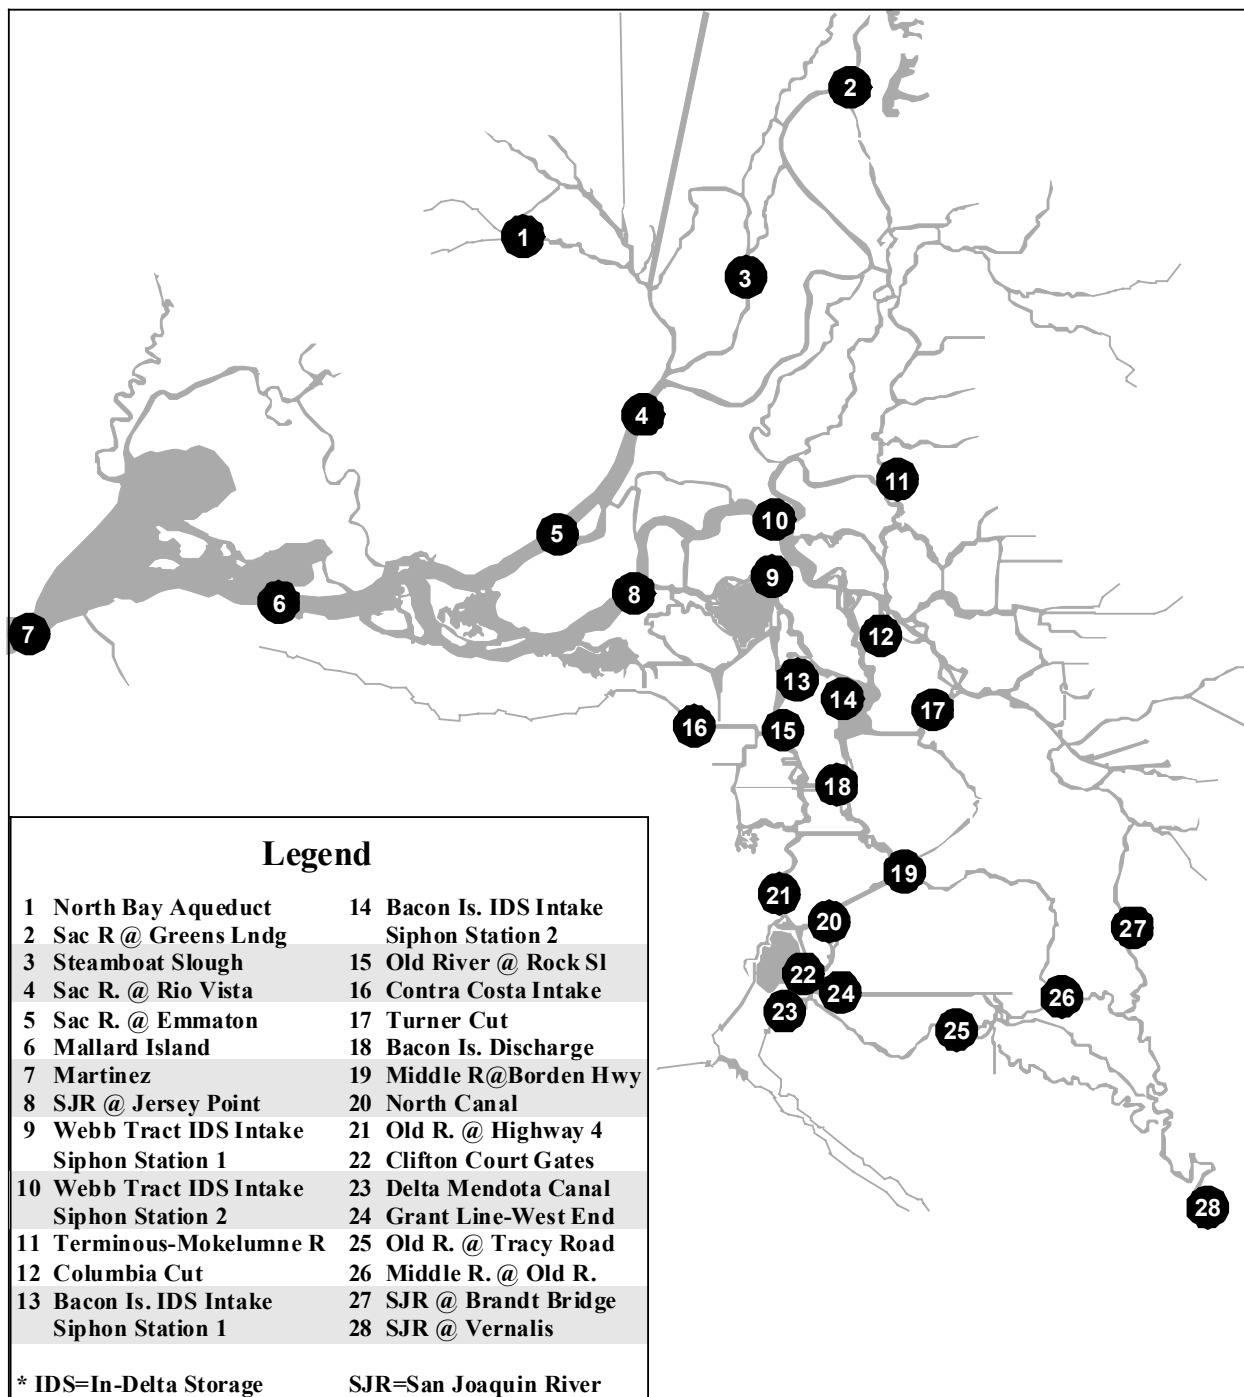 2
1
3
4
11
10
5
9
8
6
7
12
13
14
17
16
15
18
19
21
20
27
22
24
26
23
25
28
Legend
1 North Bay Aqueduct
2 Sac R @ Greens Lndg
3 Steamboat Slough
4 Sac R. @ Rio Vista
5 Sac R. @ Emmaton
6 Mallard Island
7 Martinez
8 SJR @ Jersey Point
9 Webb Tract IDS Intake
Siphon Station 1
10 Webb Tract IDS Intake
Siphon Station 2
11 Terminous-Mokelumne R
12 Columbia Cut
13 Bacon Is. IDS Intake
Siphon Station 1
14 Bacon Is. IDS Intake
Siphon Station 2
15 Old River @ Rock Sl
16 Contra Costa Intake
17 Turner Cut
18 Bacon Is. Discharge
19 Middle R@Borden Hwy
20 North Canal
21 Old R. @ Highway 4
22 Clifton Court Gates
23 Delta Mendota Canal
24 Grant Line-West End
25 Old R. @ Tracy Road
26 Middle R. @ Old R.
27 SJR @ Brandt Bridge
28 SJR @ Vernalis
* IDS=In-Delta Storage
SJR=San Joaquin River